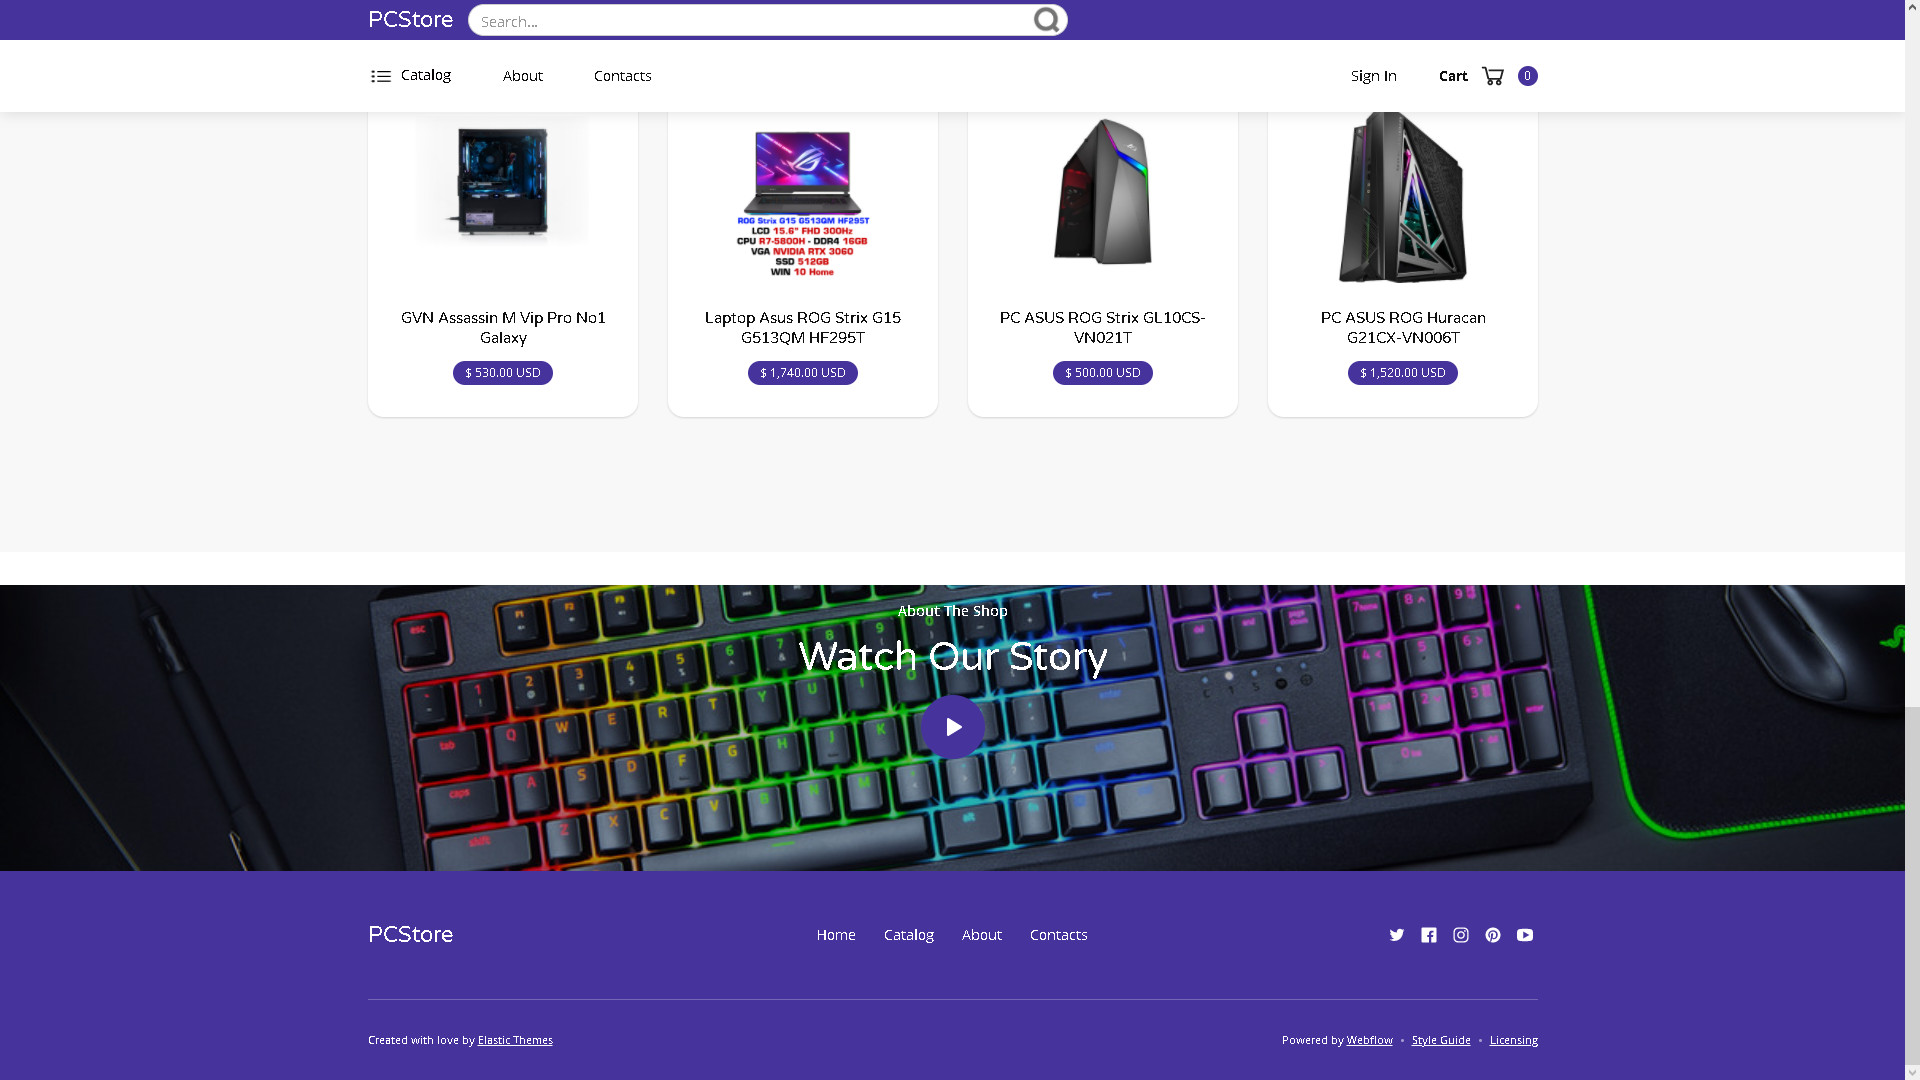 PCStore
Search...
Catalog
About
Contacts
Sign In
Cart
0
ROG Strix G15 G513QM HF295T
LCD 15.6" FHD 300Hz
CPU R7-5800H - DDR4 16GB
VGA NVIDIA RTX 3060
SSD 512GB
WIN 10 Home
GVN Assassin M Vip Pro No1
Galaxy
$ 530.00 USD
Laptop Asus ROG Strix G15
G513QM HF295T
$ 1,740.00 USD
PC ASUS ROG Strix GL10CS-
VN021T
$ 500.00 USD
PC ASUS ROG Huracan
G21CX-VN006T
$ 1,520.00 USD
About The Shop
Watch Our Story
PCStore
Home
Catalog
About
Contacts
Created with love by Elastic Themes
Powered by Webflow • Style Guide • Licensing